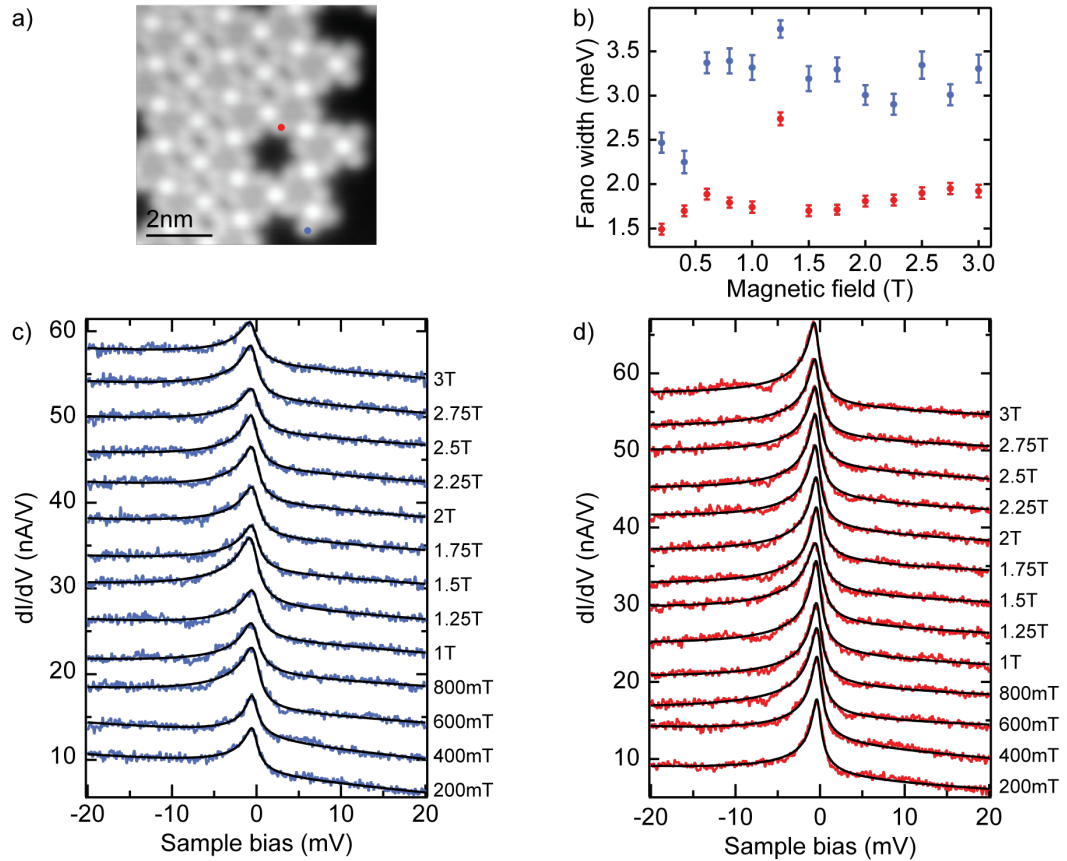 a)
2nm
b)
Fano width (meV)
3.5
3.0
2.5
2.0
1.5
0.5
1.0
1.5
2.0
2.5
3.0
Magnetic field (T)
c)
dI/dV (nA/V)
60
50
40
30
20
10
3T
2.75T
2.5T
2.25T
2T
1.75T
1.5T
1.25T
1T
800mT
600mT
400mT
200mT
-20
-10
0
10
20
Sample bias (mV)
d)
dI/dV (nA/V)
60
50
40
30
20
10
3T
2.75T
2.5T
2.25T
2T
1.75T
1.5T
1.25T
1T
800mT
600mT
400mT
200mT
-20
-10
0
10
20
Sample bias (mV)